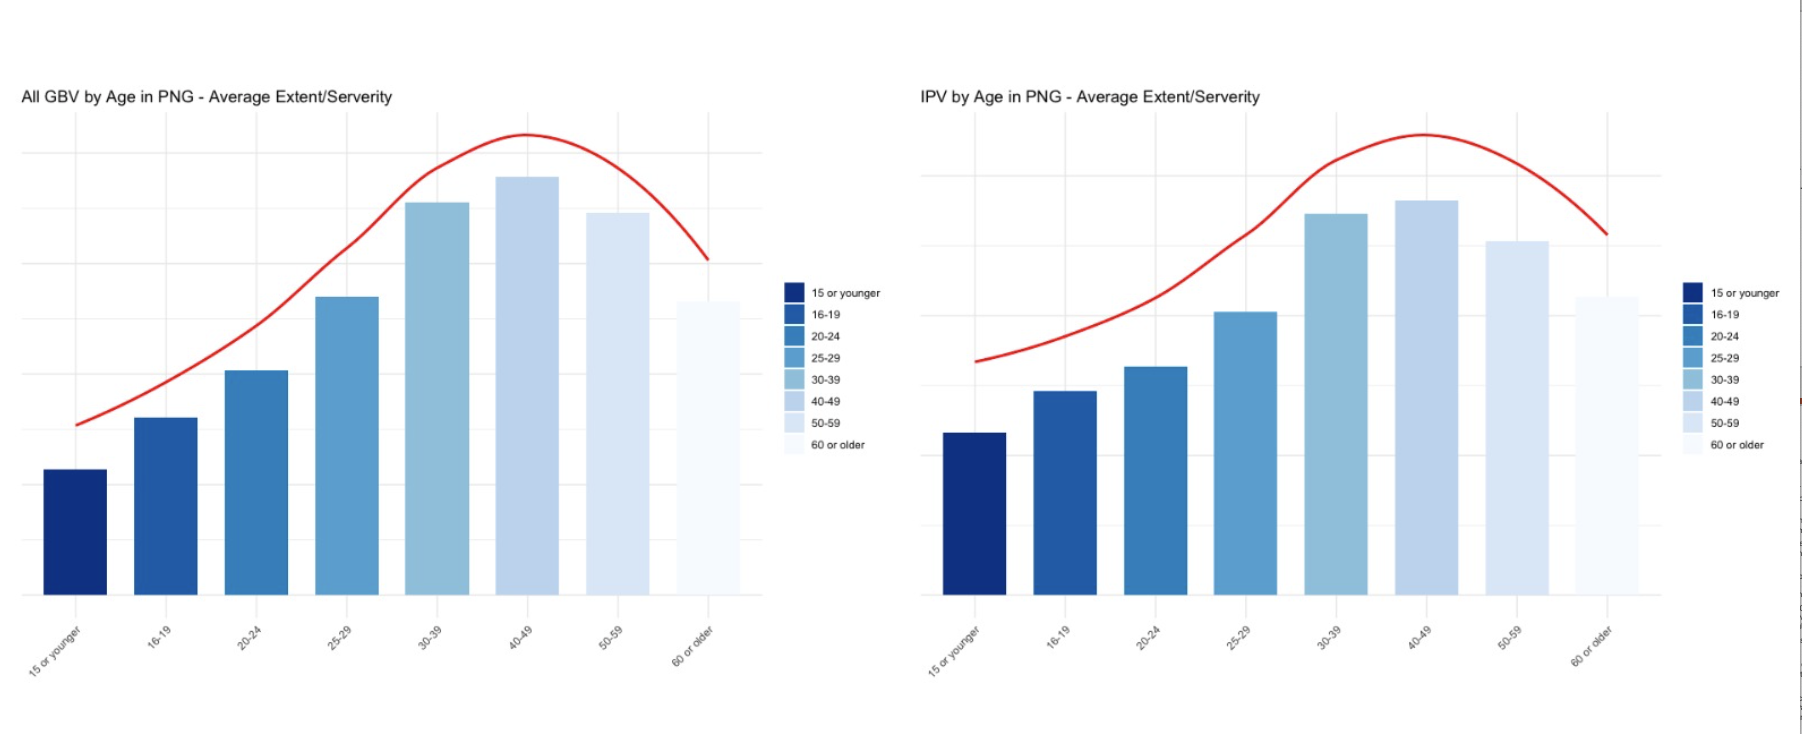 All GBV by Age in PNG - Average Extent/Serverity
15 or younger
16-19
20-24
25-29
30-39
40-49
50-59
60 or older
15 or younger
16-19
20-24
25-29
30-39
40-49
50-59
60 or older
IPV by Age in PNG - Average Extent/Serverity
15 or younger
16-19
20-24
25-29
30-39
40-49
50-59
60 or older
15 or younger
16-19
20-24
25-29
30-39
40-49
50-59
60 or older